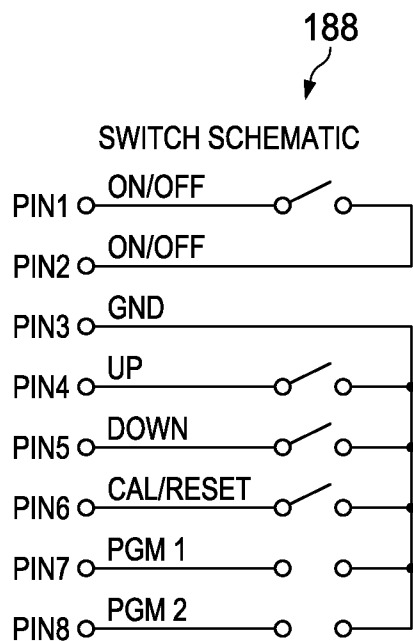 188
SWITCH SCHEMATIC
PIN1 ON/OFF
PIN2 ON/OFF
PIN3 GND
PIN4 UP
PIN5 DOWN
PIN6 CAL/RESET
PIN7 PGM 1
PIN8 PGM 2